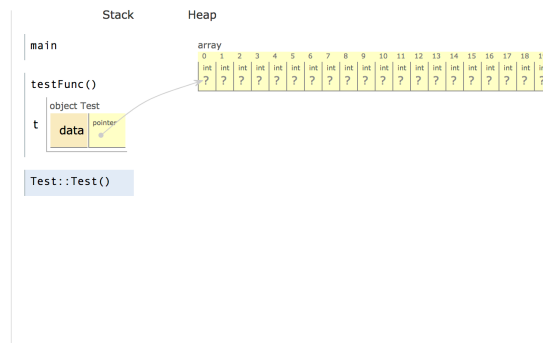 Stack Heap
main
array
0 1 2 3 4 5 6 7 8 9 10 11 12 13 14 15 16 17 18
int int int int int int int int int int int int int int int int int int int int
? ? ? ? ? ? ? ? ? ? ? ? ? ? ? ? ? ? ? ?
testFunc()
object Test
t
data
pointer
Test::Test()